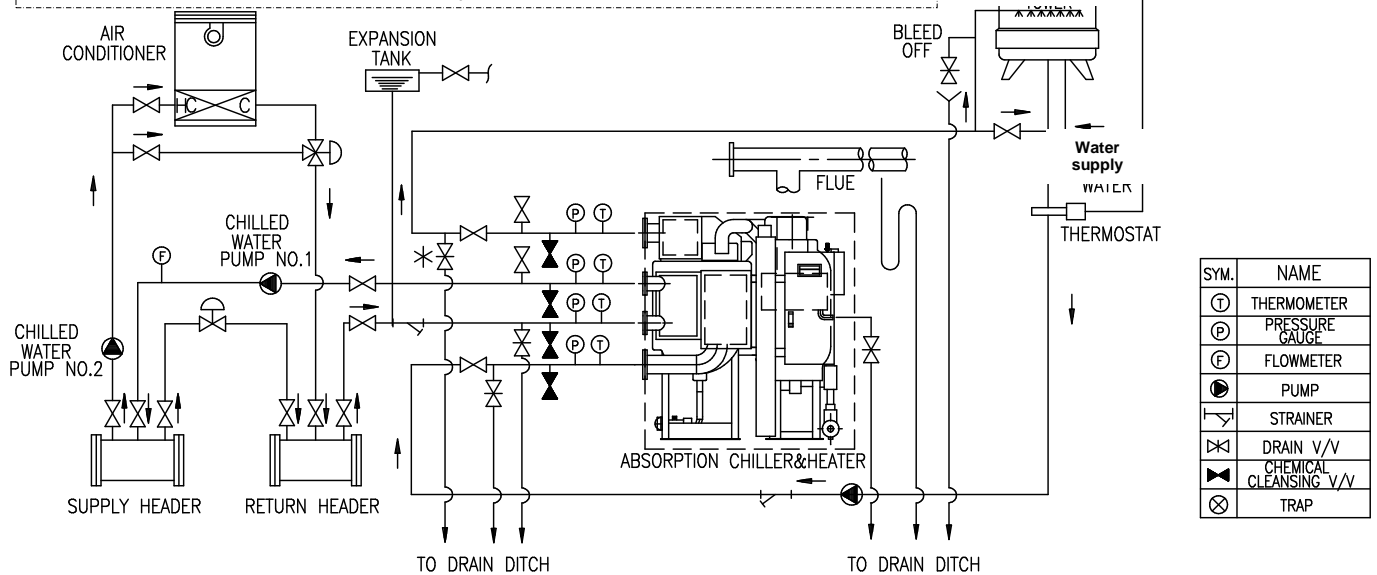 TOWER
AIR
CONDITIONER
EXPANSION
TANK
BLEED
OFF
C C
Water
supply
WATER
THERMOSTAT
FLUE
CHILLED
WATER
PUMP NO.1
P T
F
P T
CHILLED
WATER
PUMP NO.2
P T
P T
ABSORPTION CHILLER&HEATER
SUPPLY HEADER
RETURN HEADER
TO DRAIN DITCH
TO DRAIN DITCH
SYM. NAME
T THERMOMETER
P PRESSURE
GAUGE
F FLOWMETER
PUMP
STRAINER
DRAIN V/V
CHEMICAL
CLEANSING V/V
TRAP